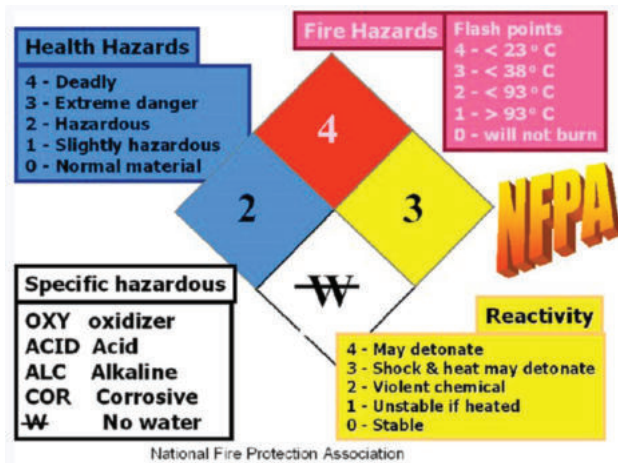 Health Hazards
4 - Deadly
3 - Extreme danger
2 - Hazardous
1 - Slightly hazardous
0 - Normal material
Fire Hazards
Flash points
4 - < 23° C
3 - < 38° C
2 - < 93° C
1 - > 93° C
0 - will not burn
4
2
3
W
NFPA
Specific hazardous
OXY oxidizer
ACID Acid
ALC Alkaline
COR Corrosive
W No water
Reactivity
4 - May detonate
3 - Shock & heat may detonate
2 - Violent chemical
1 - Unstable if heated
0 - Stable
National Fire Protection Association